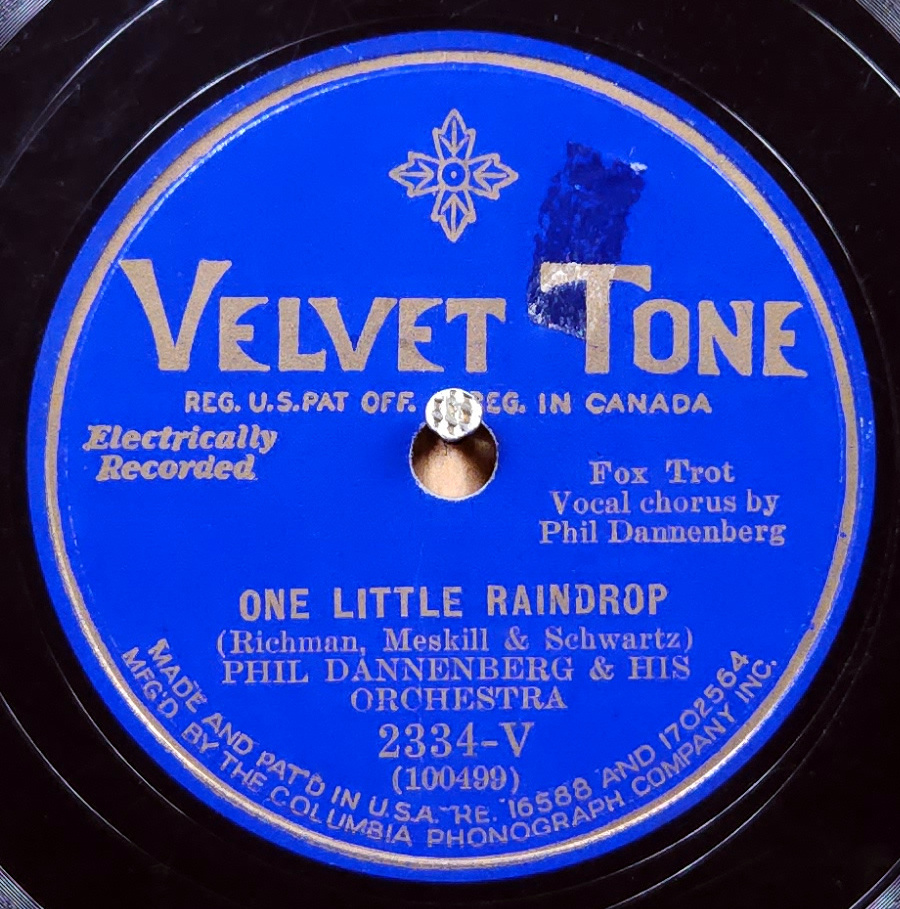 VELVET TONE
REG. U.S.PAT OFF. REG. IN CANADA
Electrically
Recorded
Fox Trot
Vocal chorus by
Phil Dannenberg
ONE LITTLE RAINDROP
(Richman, Meskill & Schwartz)
PHIL DANNENBERG & HIS
ORCHESTRA
2334-V
(100499)
MADE AND PAT'D IN U.S.A. RE. 16588 AND 1702564
MFG'D. BY THE COLUMBIA PHONOGRAPH COMPANY INC.